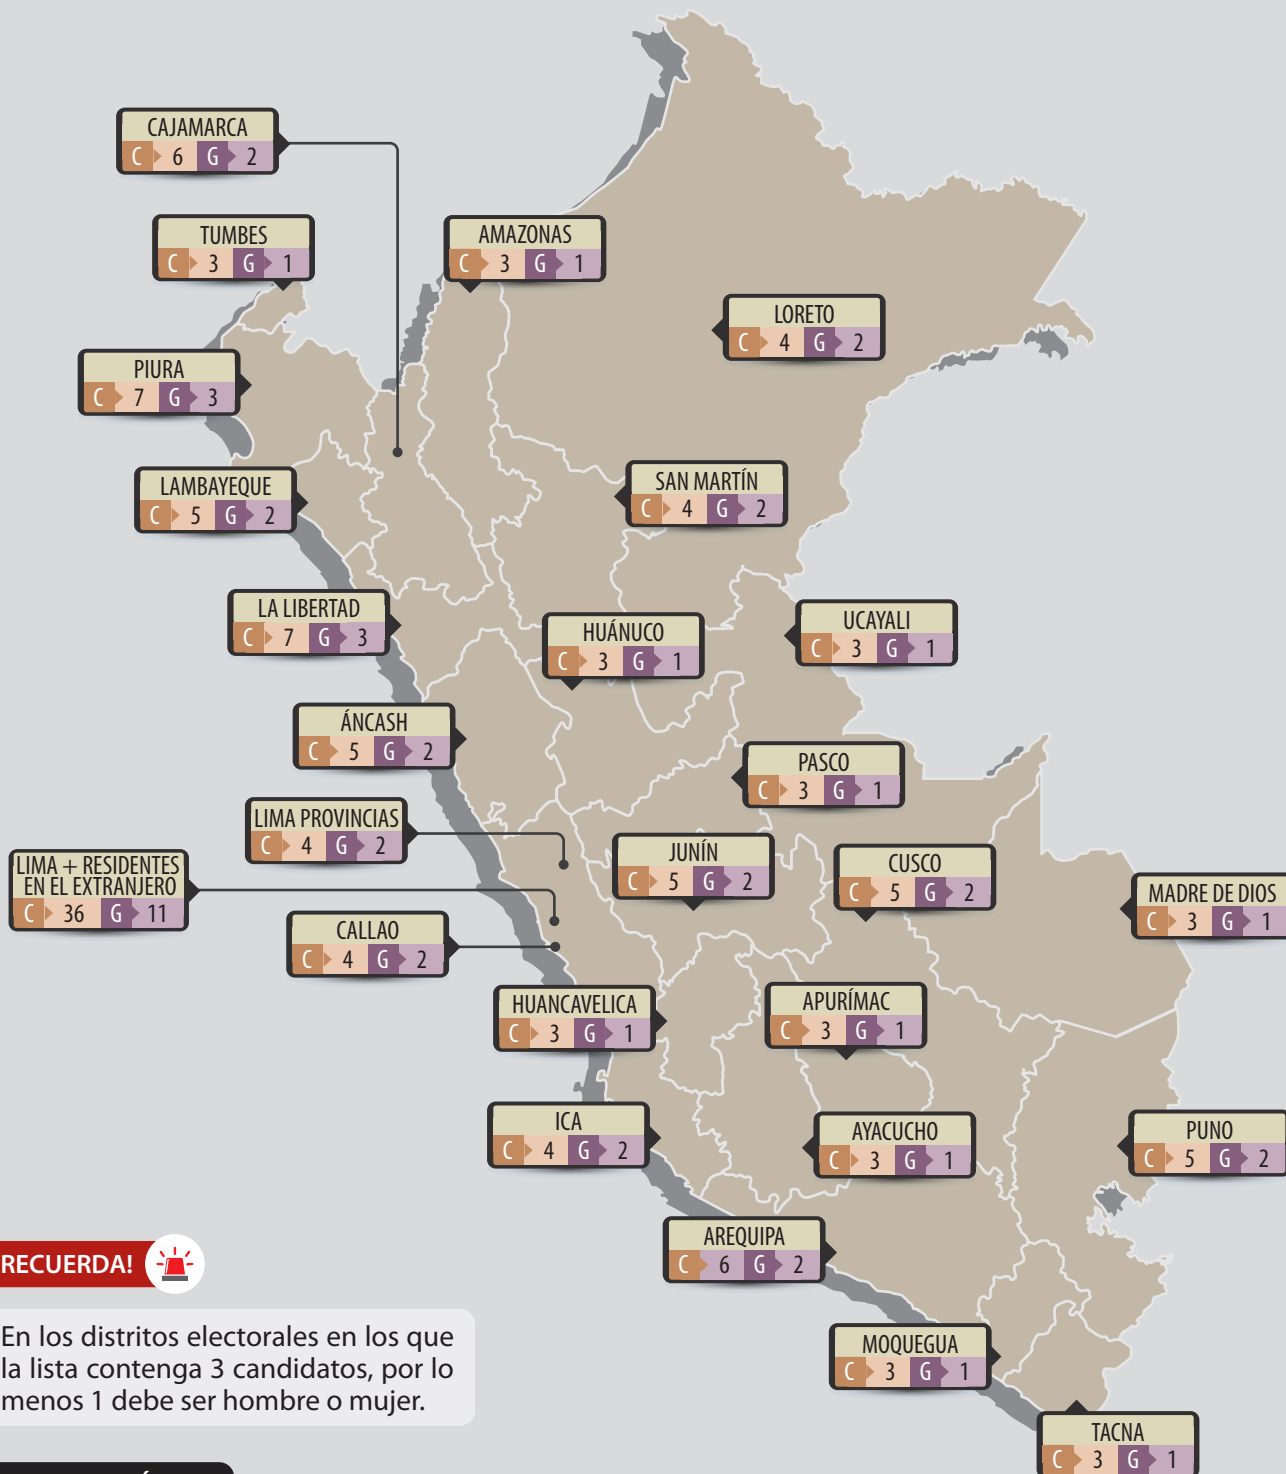 CAJAMARCA
C 6 G 2
TUMBES
C 3 G 1
AMAZONAS
C 3 G 1
LORETO
C 4 G 2
PIURA
C 7 G 3
SAN MARTÍN
C 4 G 2
LAMBAYEQUE
C 5 G 2
LA LIBERTAD
C 7 G 3
HUÁNUCO
C 3 G 1
UCAYALI
C 3 G 1
ÁNCASH
C 5 G 2
PASCO
C 3 G 1
LIMA PROVINCIAS
C 4 G 2
JUNÍN
C 5 G 2
CUSCO
C 5 G 2
LIMA + RESIDENTES
EN EL EXTRANJERO
C 36 G 11
MADRE DE DIOS
C 3 G 1
CALLAO
C 4 G 2
HUANCAVELICA
C 3 G 1
APURÍMAC
C 3 G 1
ICA
C 4 G 2
AYACUCHO
C 3 G 1
PUNO
C 5 G 2
AREQUIPA
C 6 G 2
RECUERDA!
En los distritos electorales en los que
la lista contenga 3 candidatos, por lo
menos 1 debe ser hombre o mujer.
MOQUEGUA
C 3 G 1
TACNA
C 3 G 1